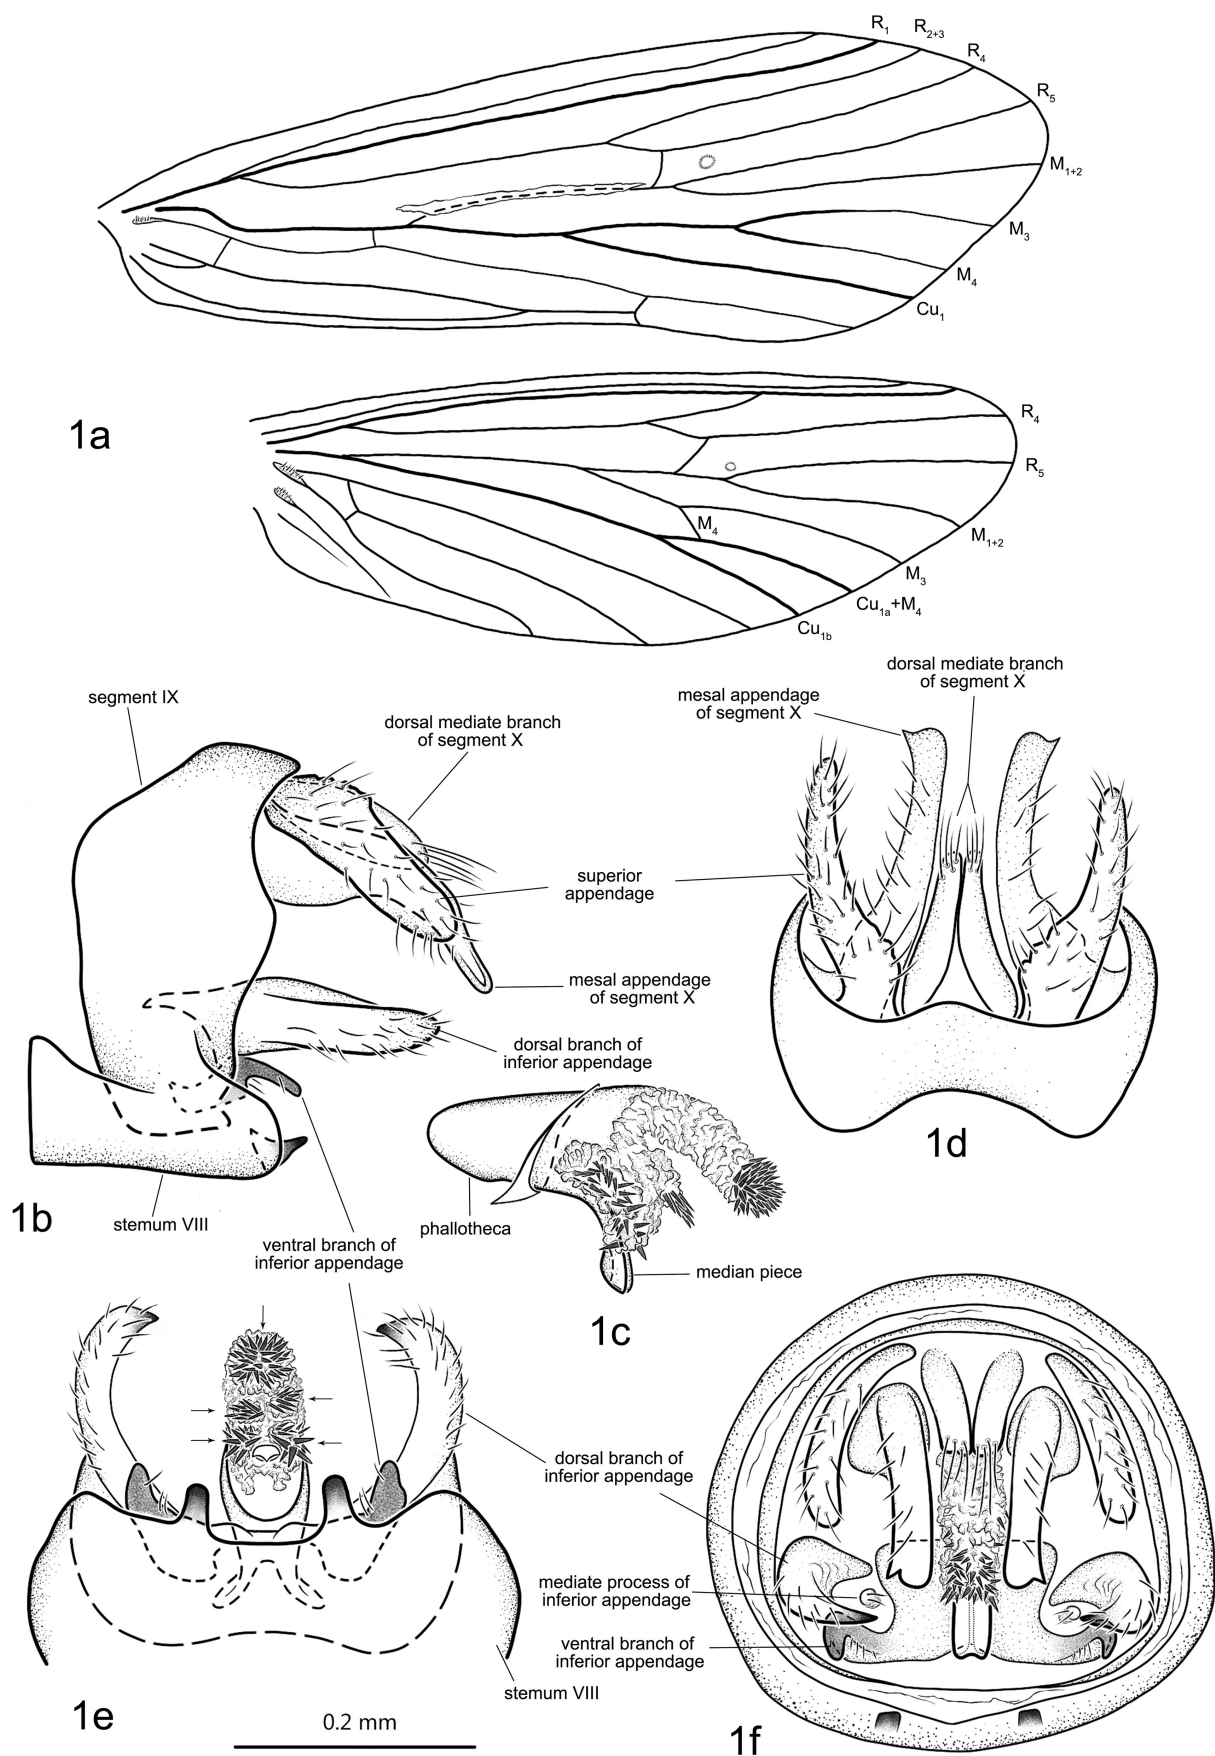 R1
R2+3
R4
R5
M1+2
M3
M4
Cu1
1a
R4
R5
M4
M1+2
M3
Cu1a+M4
Cu1b
segment IX
dorsal mediate branch
of segment X
superior
appendage
mesal appendage
of segment X
dorsal branch of
inferior appendage
1b
stemum VIII
mesal appendage
of segment X
dorsal mediate branch
of segment X
1d
phallotheca
median piece
1c
ventral branch of
inferior appendage
dorsal branch of
inferior appendage
mediate process of
inferior appendage
ventral branch of
inferior appendage
stemum VIII
1e
0.2 mm
1f